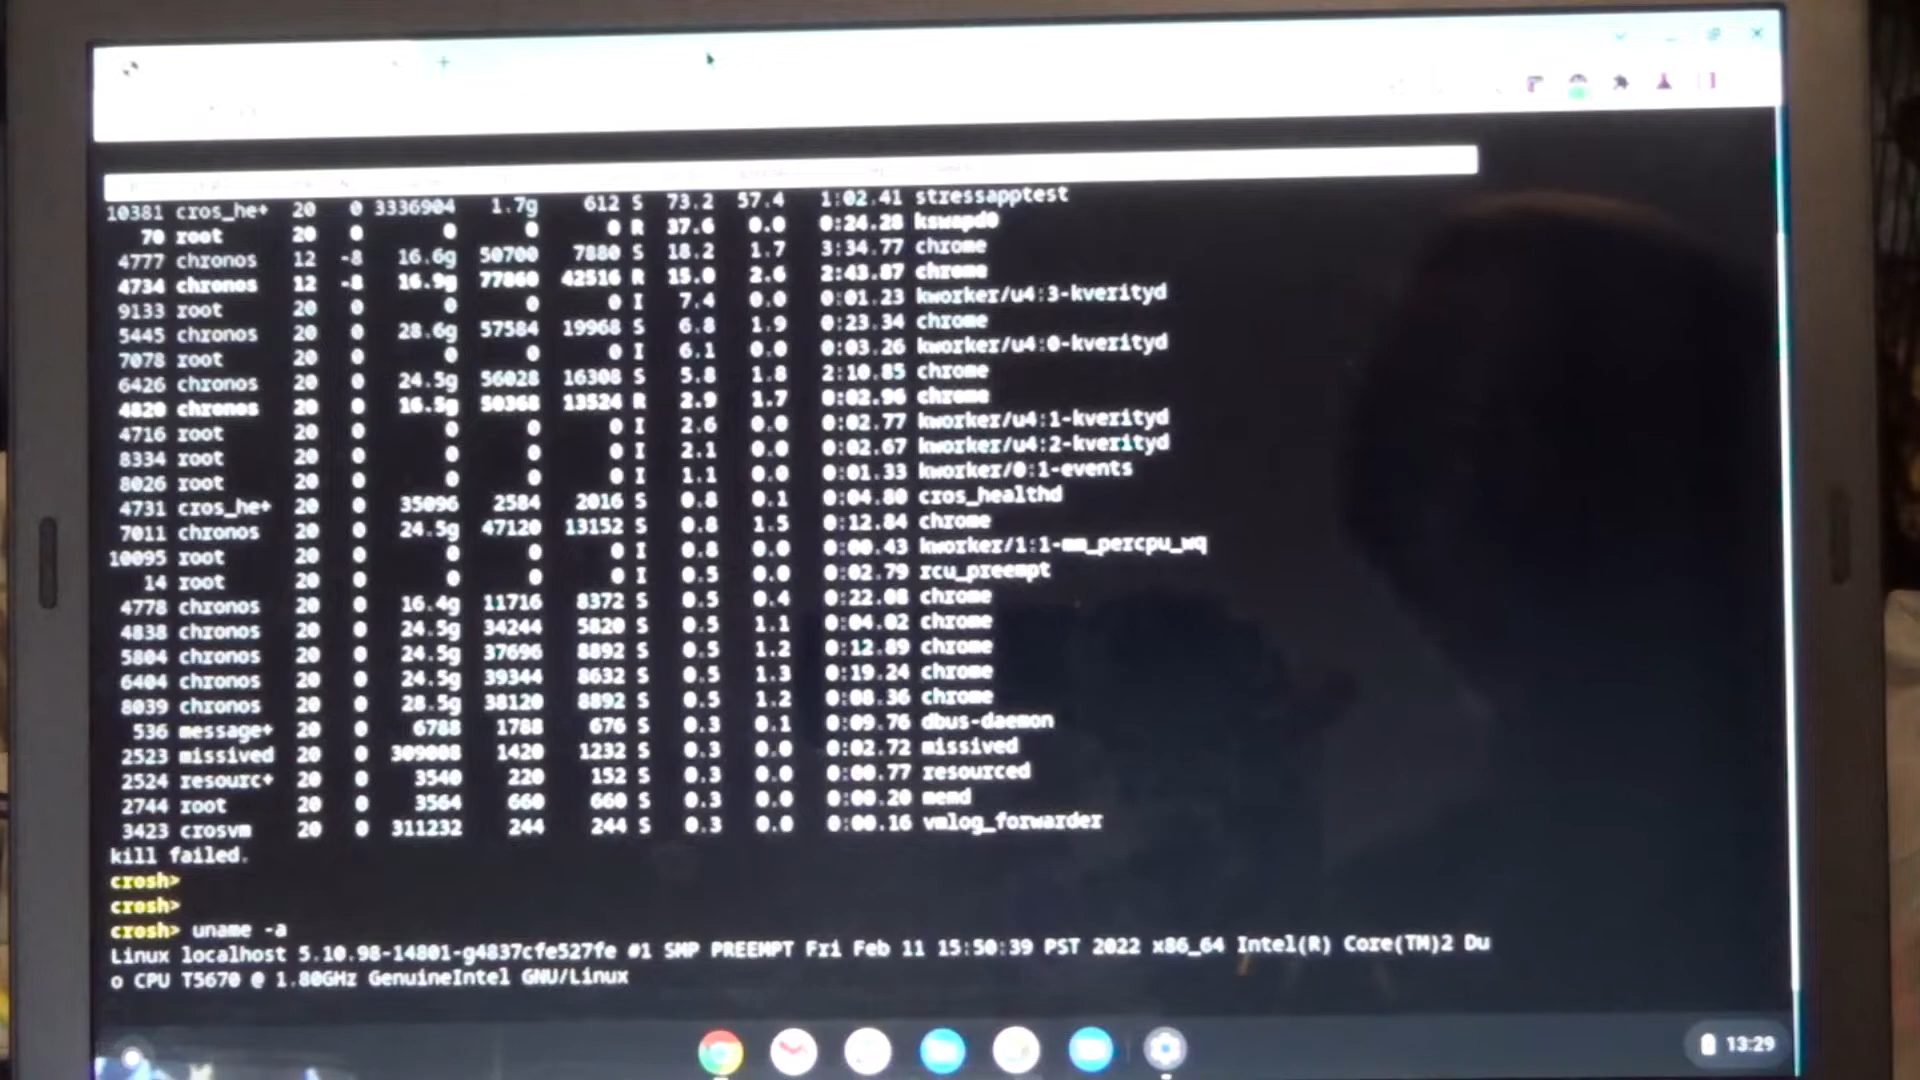 10381 cros_he+ 20 0 3336904 1.7g 612 S 73.2 57.4 1:02.41 stressapptest
70 root 20 0 0 0 0 R 37.6 0.0 0:24.28 kswapd0
4777 chronos 12 -8 16.6g 50700 7880 S 18.2 1.7 3:34.77 chrome
4734 chronos 12 -8 16.9g 77860 42516 R 15.0 2.6 2:43.87 chrome
9133 root 20 0 0 0 0 I 7.4 0.0 0:01.23 kworker/u4:3-kverityd
5445 chronos 20 0 28.6g 57584 19968 S 6.8 1.9 0:23.34 chrome
7078 root 20 0 0 0 0 I 6.1 0.0 0:03.26 kworker/u4:0-kverityd
6426 chronos 20 0 24.5g 56028 16308 S 5.8 1.8 2:10.85 chrome
4820 chronos 20 0 16.5g 50368 13524 R 2.9 1.7 0:02.96 chrome
4716 root 20 0 0 0 0 I 2.6 0.0 0:02.77 kworker/u4:1-kverityd
8334 root 20 0 0 0 0 I 2.1 0.0 0:02.67 kworker/u4:2-kverityd
8026 root 20 0 0 0 0 I 1.1 0.0 0:01.33 kworker/0:1-events
4731 cros_he+ 20 0 35096 2584 2016 S 0.8 0.1 0:04.80 cros_healthd
7011 chronos 20 0 24.5g 47120 13152 S 0.8 1.5 0:12.84 chrome
10095 root 20 0 0 0 0 I 0.8 0.0 0:00.43 kworker/1:1-mm_percpu_wq
14 root 20 0 0 0 0 I 0.5 0.0 0:02.79 rcu_preempt
4778 chronos 20 0 16.4g 11716 8372 S 0.5 0.4 0:22.08 chrome
4838 chronos 20 0 24.5g 34244 5820 S 0.5 1.1 0:04.02 chrome
5804 chronos 20 0 24.5g 37696 8892 S 0.5 1.2 0:12.89 chrome
6404 chronos 20 0 24.5g 39344 8632 S 0.5 1.3 0:19.24 chrome
8039 chronos 20 0 28.5g 38120 8892 S 0.5 1.2 0:08.36 chrome
536 message+ 20 0 6788 1788 676 S 0.3 0.1 0:09.76 dbus-daemon
2523 missived 20 0 309008 1420 1232 S 0.3 0.0 0:02.72 missived
2524 resourc+ 20 0 3540 220 152 S 0.3 0.0 0:00.77 resourced
2744 root 20 0 3564 660 660 S 0.3 0.0 0:00.20 memd
3423 crosvm 20 0 311232 244 244 S 0.3 0.0 0:00.16 vmlog_forwarder
kill failed.
crosh>
crosh>
crosh> uname -a
Linux localhost 5.10.98-14801-g4837cfe527fe #1 SMP PREEMPT Fri Feb 11 15:50:39 PST 2022 x86_64 Intel(R) Core(TM)2 Du
o CPU T5670 @ 1.80GHz GenuineIntel GNU/Linux
13:29